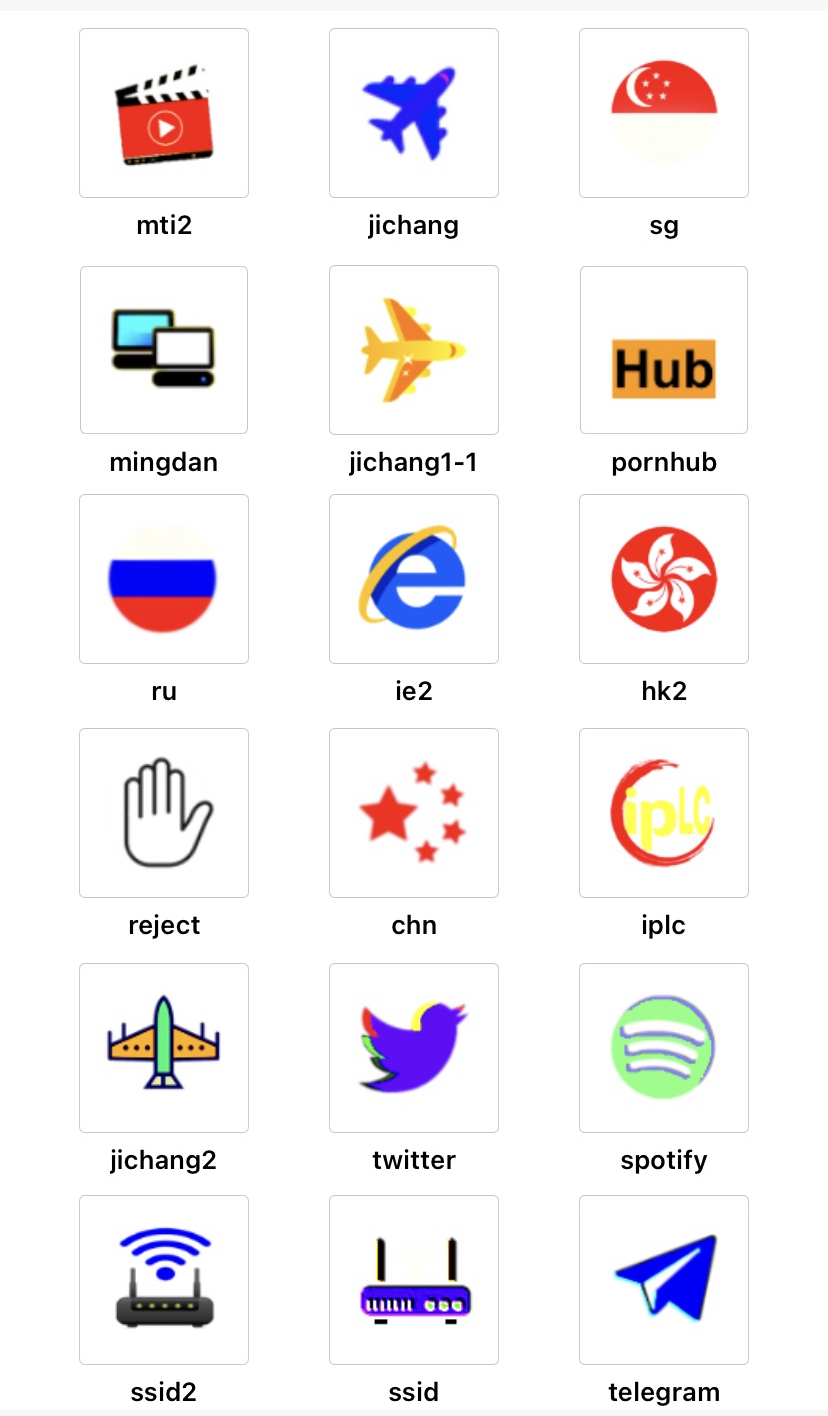 mti2
jichang
sg
Hub
mingdan
jichang1-1
pornhub
ru
ie2
hk2
ipLC
reject
chn
iplc
jichang2
twitter
spotify
ssid2
ssid
telegram